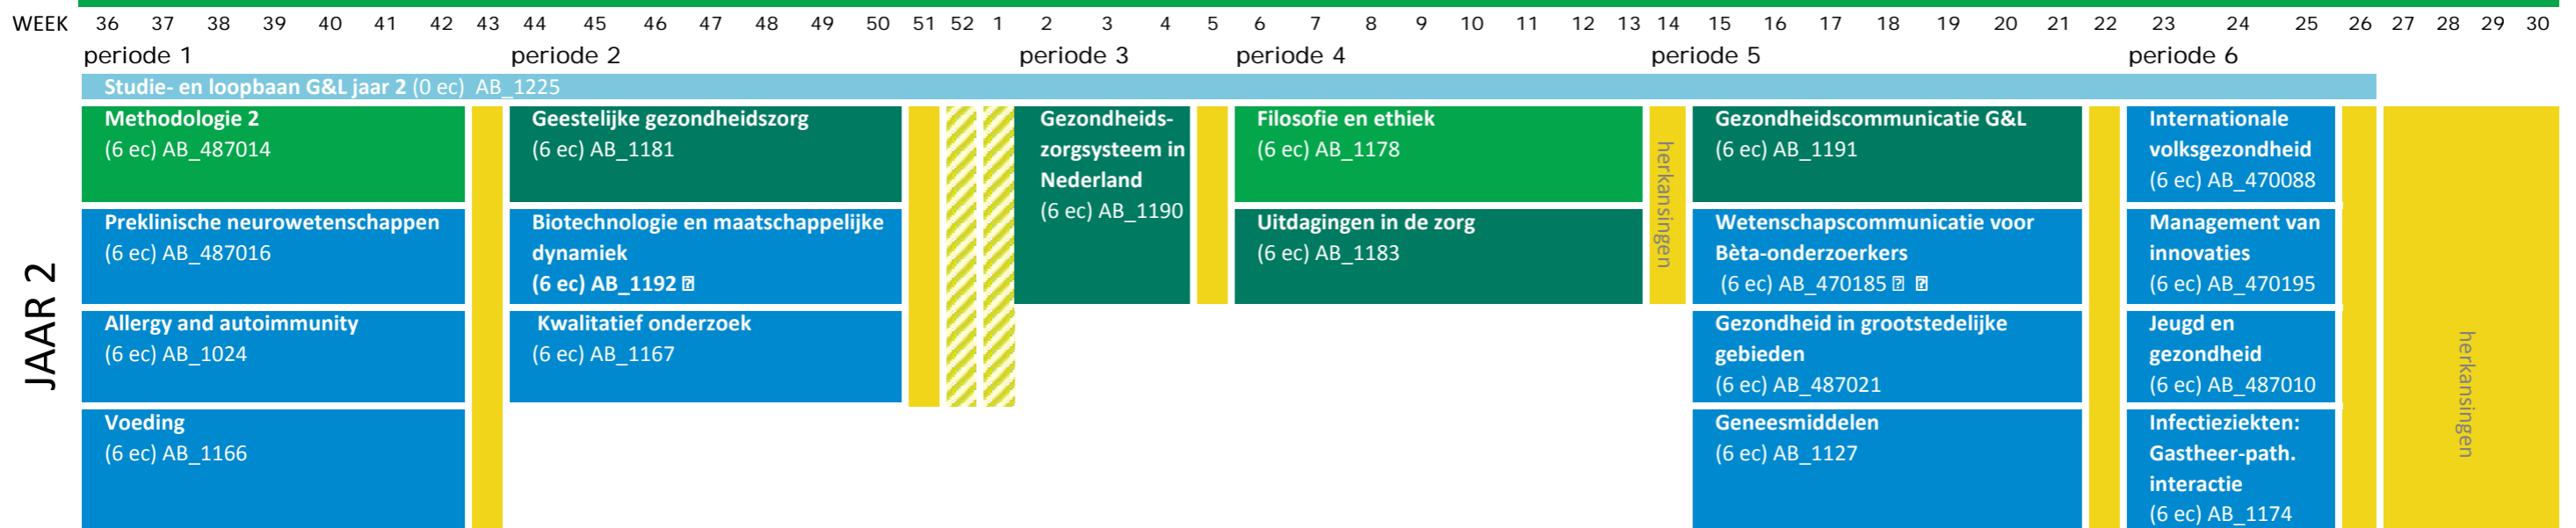 WEEK 36 37 38 39 40 41 42 43 44 45 46 47 48 49 50 51 52 1 2 3 4 5 6 7 8 9 10 11 12 13 14 15 16 17 18 19 20 21 22 23 24 25 26 27 28 29 30
periode 1 periode 2 periode 3 periode 4 periode 5 periode 6
JAAR 2
Studie- en loopbaan G&L jaar 2 (0 ec) AB_1225
Methodologie 2
(6 ec) AB_487014
Preklinische neurowetenschappen
(6 ec) AB_487016
Allergy and autoimmunity
(6 ec) AB_1024
Voeding
(6 ec) AB_1166
Geestelijke gezondheidszorg
(6 ec) AB_1181
Biotechnologie en maatschappelijke
dynamiek
(6 ec) AB_1192 ⍰
Kwalitatief onderzoek
(6 ec) AB_1167
Gezondheids-
zorgsysteem in
Nederland
(6 ec) AB_1190
Filosofie en ethiek
(6 ec) AB_1178
Uitdagingen in de zorg
(6 ec) AB_1183
herkansingen
Gezondheidscommunicatie G&L
(6 ec) AB_1191
Wetenschapscommunicatie voor
Bèta-onderzoerkers
(6 ec) AB_470185 ⍰ ⍰
Gezondheid in grootstedelijke
gebieden
(6 ec) AB_487021
Geneesmiddelen
(6 ec) AB_1127
Internationale
volksgezondheid
(6 ec) AB_470088
Management van
innovaties
(6 ec) AB_470195
Jeugd en
gezondheid
(6 ec) AB_487010
Infectieziekten:
Gastheer-path.
interactie
(6 ec) AB_1174
herkansingen